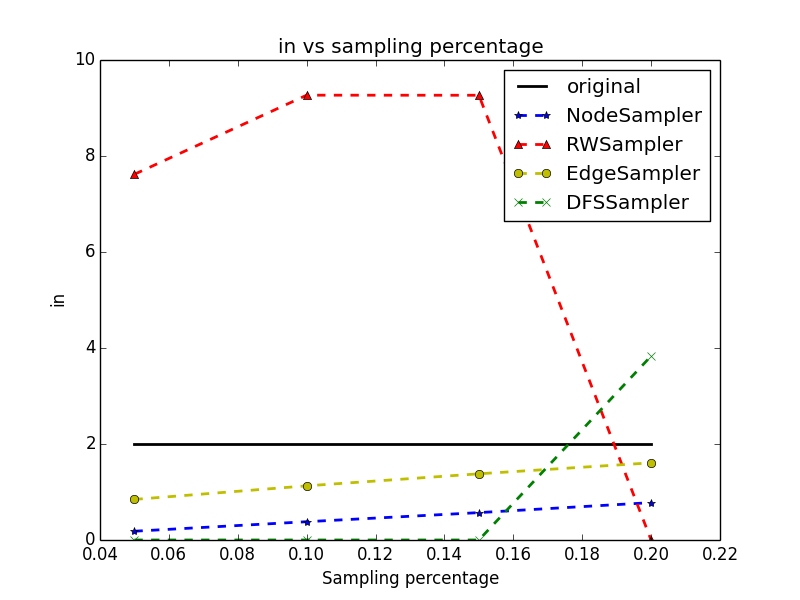 in vs sampling percentage
original
NodeSampler
RWSampler
EdgeSampler
DFSSampler
10
8
6
4
2
0
in
0.04 0.06 0.08 0.10 0.12 0.14 0.16 0.18 0.20 0.22
Sampling percentage